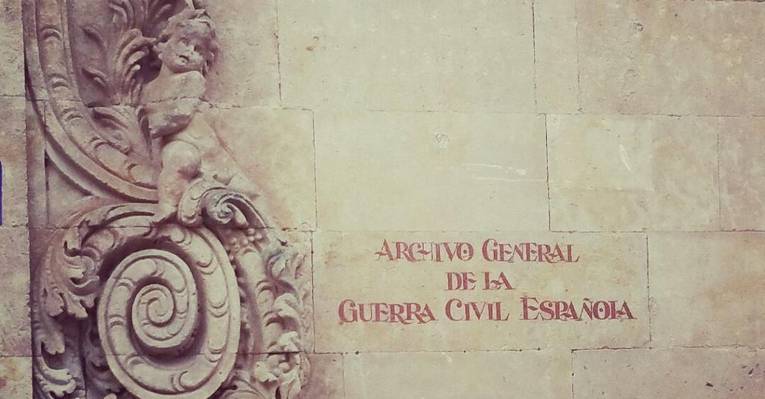 ARCHIVO GENERAL
DE LA
GUERRA CIVIL ESPAÑOLA